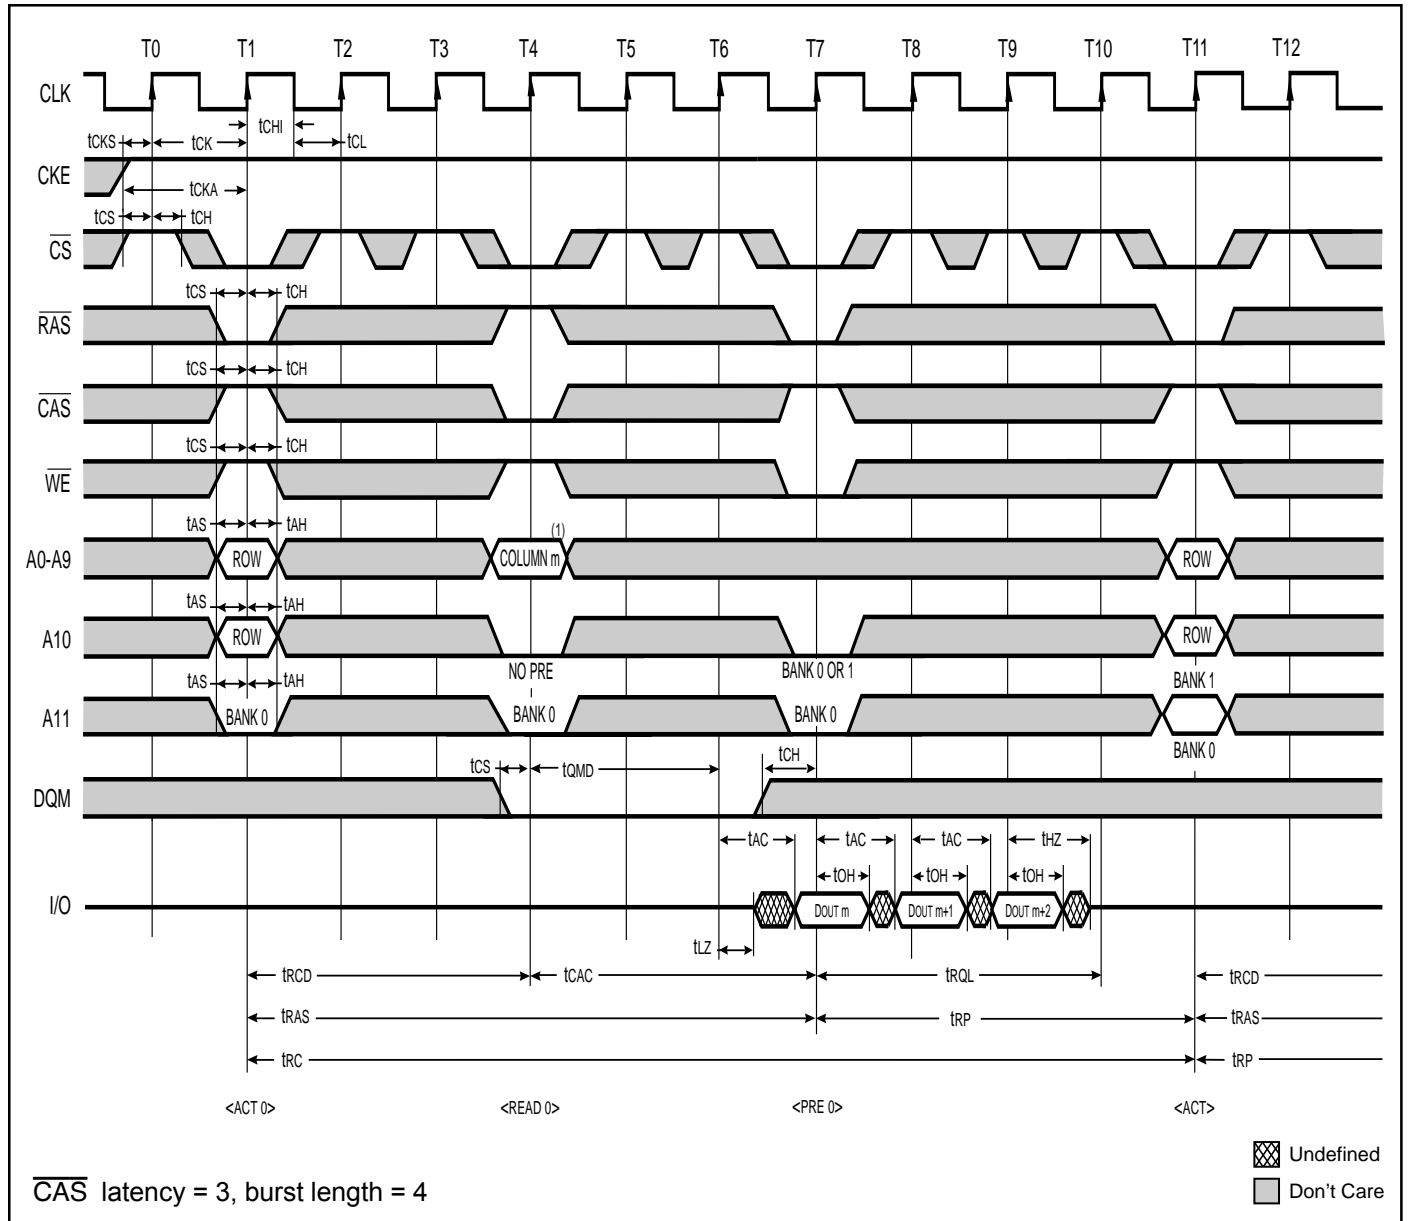 T0 T1 T2 T3 T4 T5 T6 T7 T8 T9 T10 T11 T12
CLK
tCHI
tCKS tCK tCL
CKE
tCKA
tCS tCH
CS
tCS tCH
RAS
tCS tCH
CAS
tCS tCH
WE
tAS tAH (1)
A0-A9 ROW COLUMN m ROW
tAS tAH
A10 ROW ROW
NO PRE BANK 0 OR 1 BANK 1
tAS tAH
A11 BANK 0 BANK 0 BANK 0
BANK 0
tCS tQMD tCH
DQM
tAC tAC tAC tHZ
tOH tOH tOH
I/O DOUT m DOUT m+1 DOUT m+2
tLZ
tRCD tCAC tRQL tRCD
tRAS tRP tRAS
tRC tRP
<ACT 0> <READ 0> <PRE 0> <ACT>
Undefined
Don't Care
CAS latency = 3, burst length = 4